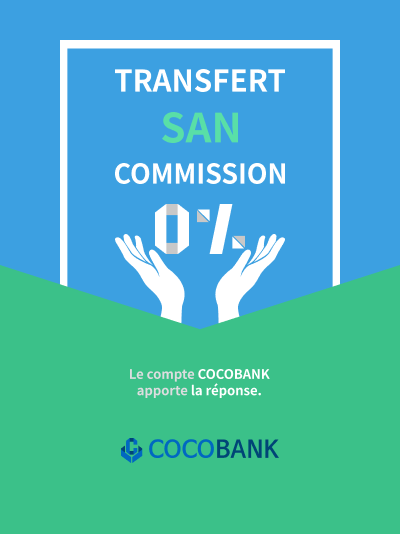 TRANSFERT
SAN
COMMISSION
0%
Le compte COCOBANK
apporte la réponse.
COCOBANK